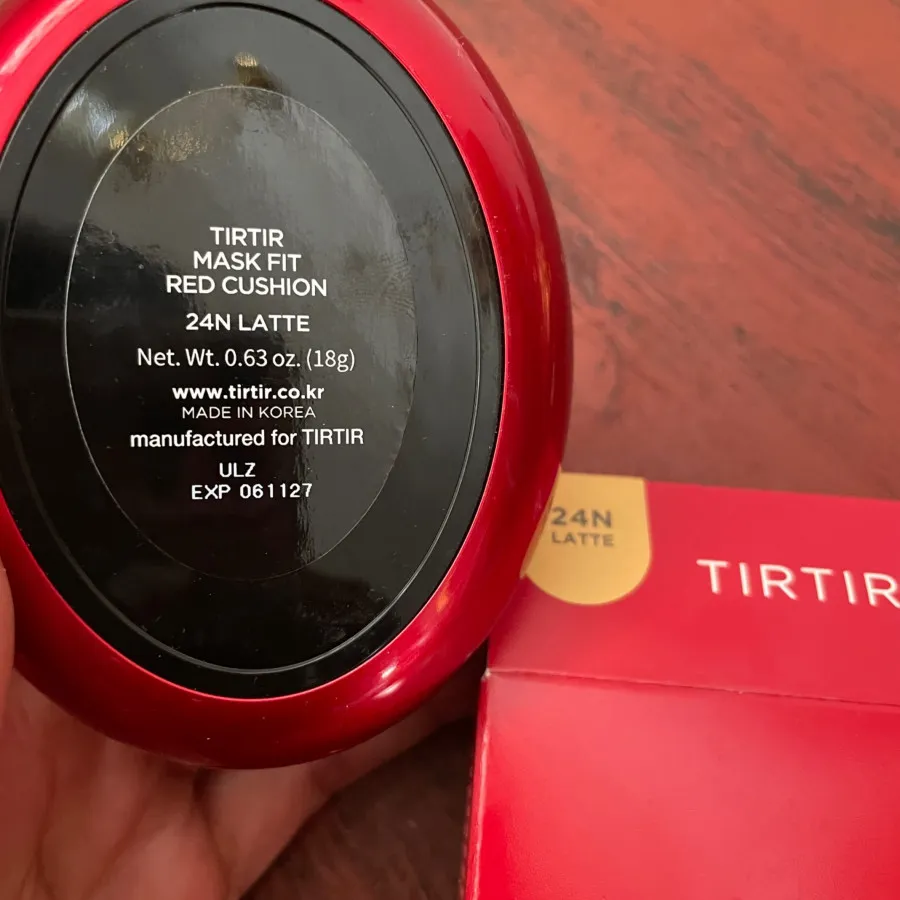 TIRTIR
MASK FIT
RED CUSHION
24N LATTE
Net. Wt. 0.63 oz. (18g)
www.tirtir.co.kr
MADE IN KOREA
manufactured for TIRTIR
ULZ
EXP 061127
24N
LATTE
TIRTIR